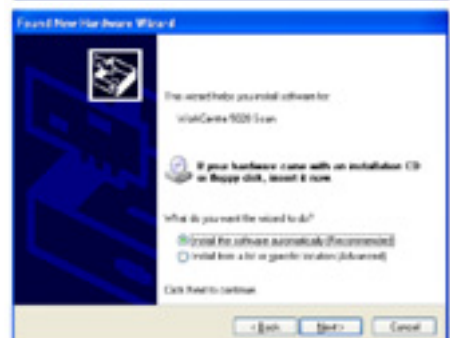 Found New Hardware Wizard
This wizard helps you install software for:
WorkCentre 5020 Scan
If your hardware came with an installation CD
or floppy disk, insert it now.
What do you want the wizard to do?
Install the software automatically (Recommended)
Install from a list or specific location (Advanced)
Click Next to continue.
< Back
Next >
Cancel